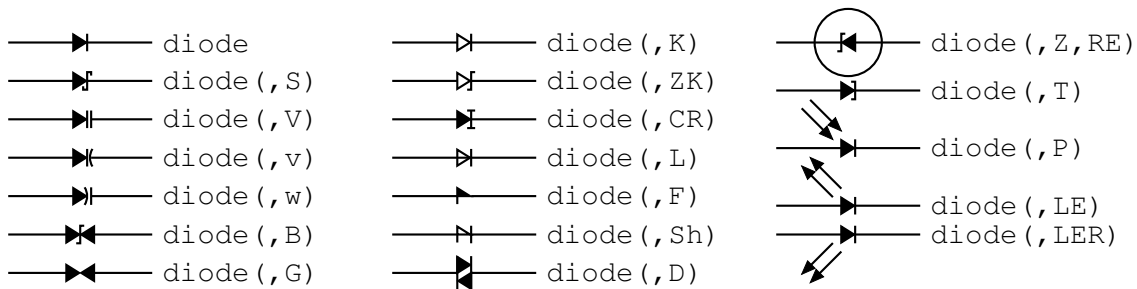 diode
diode(,S)
diode(,V)
diode(,v)
diode(,w)
diode(,B)
diode(,G)
diode(,K)
diode(,ZK)
diode(,CR)
diode(,L)
diode(,F)
diode(,Sh)
diode(,D)
diode(,Z,RE)
diode(,T)
diode(,P)
diode(,LE)
diode(,LER)